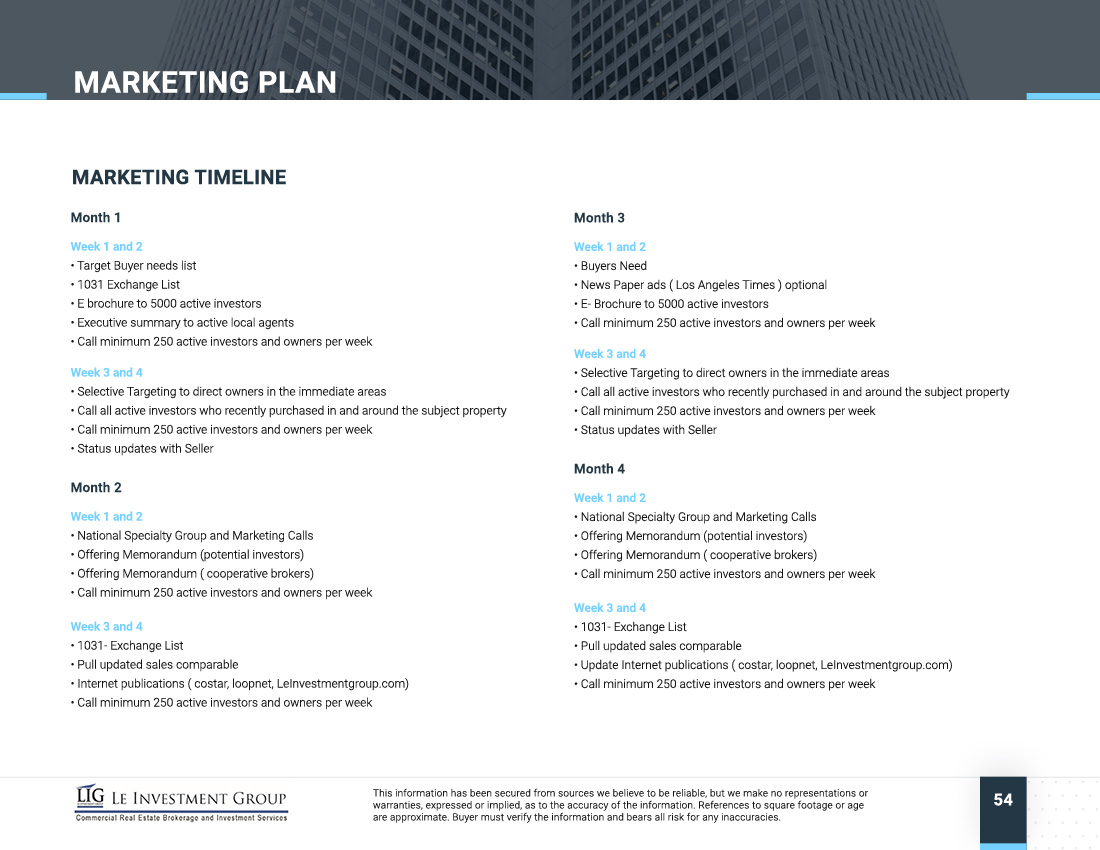 MARKETING PLAN
MARKETING TIMELINE
Month 1
Week 1 and 2
• Target Buyer needs list
• 1031 Exchange List
• E brochure to 5000 active investors
• Executive summary to active local agents
• Call minimum 250 active investors and owners per week
Week 3 and 4
• Selective Targeting to direct owners in the immediate areas
• Call all active investors who recently purchased in and around the subject property
• Call minimum 250 active investors and owners per week
• Status updates with Seller
Month 2
Week 1 and 2
• National Specialty Group and Marketing Calls
• Offering Memorandum (potential investors)
• Offering Memorandum ( cooperative brokers)
• Call minimum 250 active investors and owners per week
Week 3 and 4
• 1031- Exchange List
• Pull updated sales comparable
• Internet publications ( costar, loopnet, LeInvestmentgroup.com)
• Call minimum 250 active investors and owners per week
Month 3
Week 1 and 2
• Buyers Need
• News Paper ads ( Los Angeles Times ) optional
• E- Brochure to 5000 active investors
• Call minimum 250 active investors and owners per week
Week 3 and 4
• Selective Targeting to direct owners in the immediate areas
• Call all active investors who recently purchased in and around the subject property
• Call minimum 250 active investors and owners per week
• Status updates with Seller
Month 4
Week 1 and 2
• National Specialty Group and Marketing Calls
• Offering Memorandum (potential investors)
• Offering Memorandum ( cooperative brokers)
• Call minimum 250 active investors and owners per week
Week 3 and 4
• 1031- Exchange List
• Pull updated sales comparable
• Update Internet publications ( costar, loopnet, LeInvestmentgroup.com)
• Call minimum 250 active investors and owners per week
LIG LE INVESTMENT GROUP
Commercial Real Estate Brokerage and Investment Services
This information has been secured from sources we believe to be reliable, but we make no representations or
warranties, expressed or implied, as to the accuracy of the information. References to square footage or age
are approximate. Buyer must verify the information and bears all risk for any inaccuracies.
54